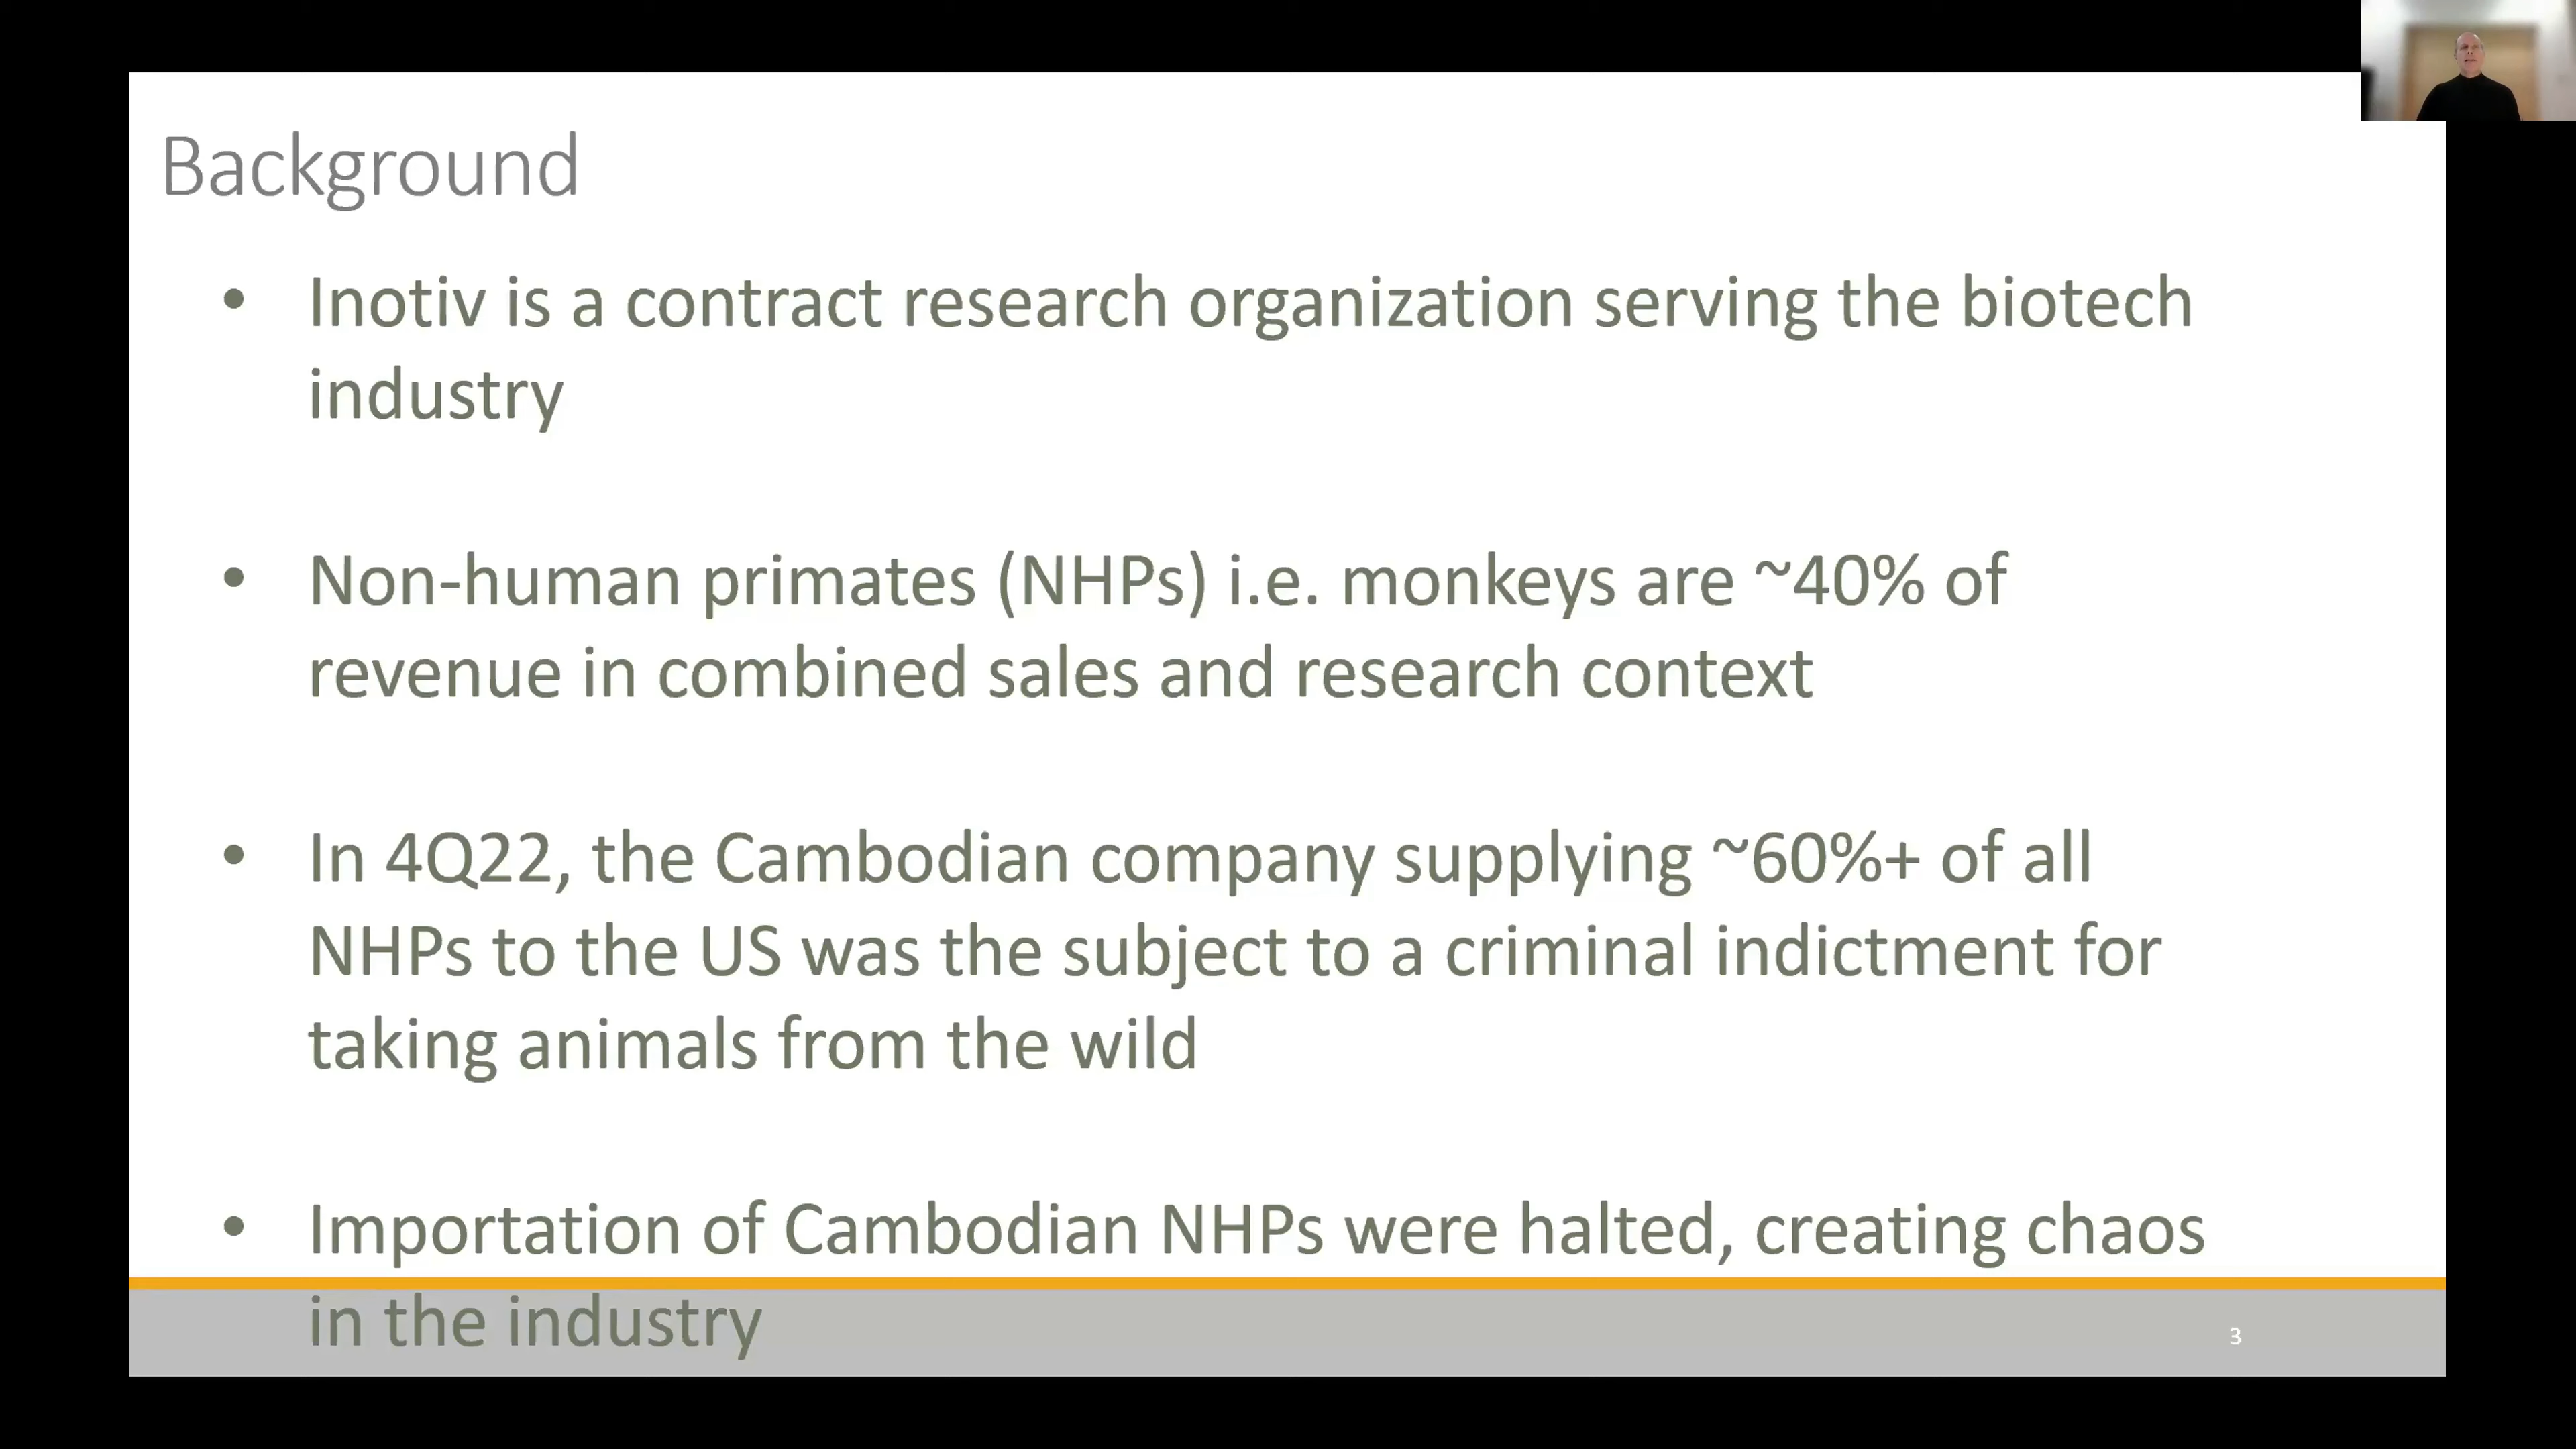 Background
• Inotiv is a contract research organization serving the biotech
industry
• Non-human primates (NHPs) i.e. monkeys are ~40% of
revenue in combined sales and research context
• In 4Q22, the Cambodian company supplying ~60%+ of all
NHPs to the US was the subject to a criminal indictment for
taking animals from the wild
• Importation of Cambodian NHPs were halted, creating chaos
in the industry
3